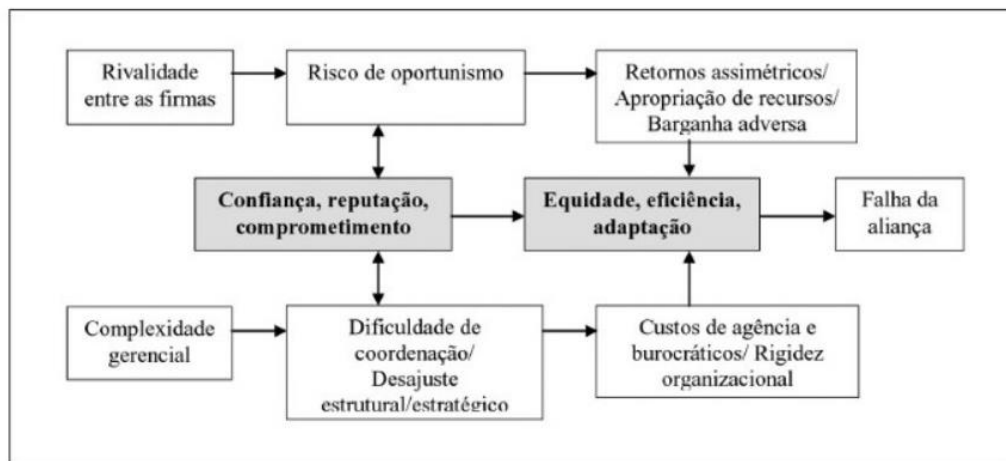 Rivalidade
entre as firmas
Risco de oportunismo
Retornos assimétricos/
Apropriação de recursos/
Barganha adversa
Confiança, reputação,
comprometimento
Equidade, eficiência,
adaptação
Falha da
aliança
Complexidade
gerencial
Dificuldade de
coordenação/
Desajuste
estrutural/estratégico
Custos de agência e
burocráticos/ Rigidez
organizacional